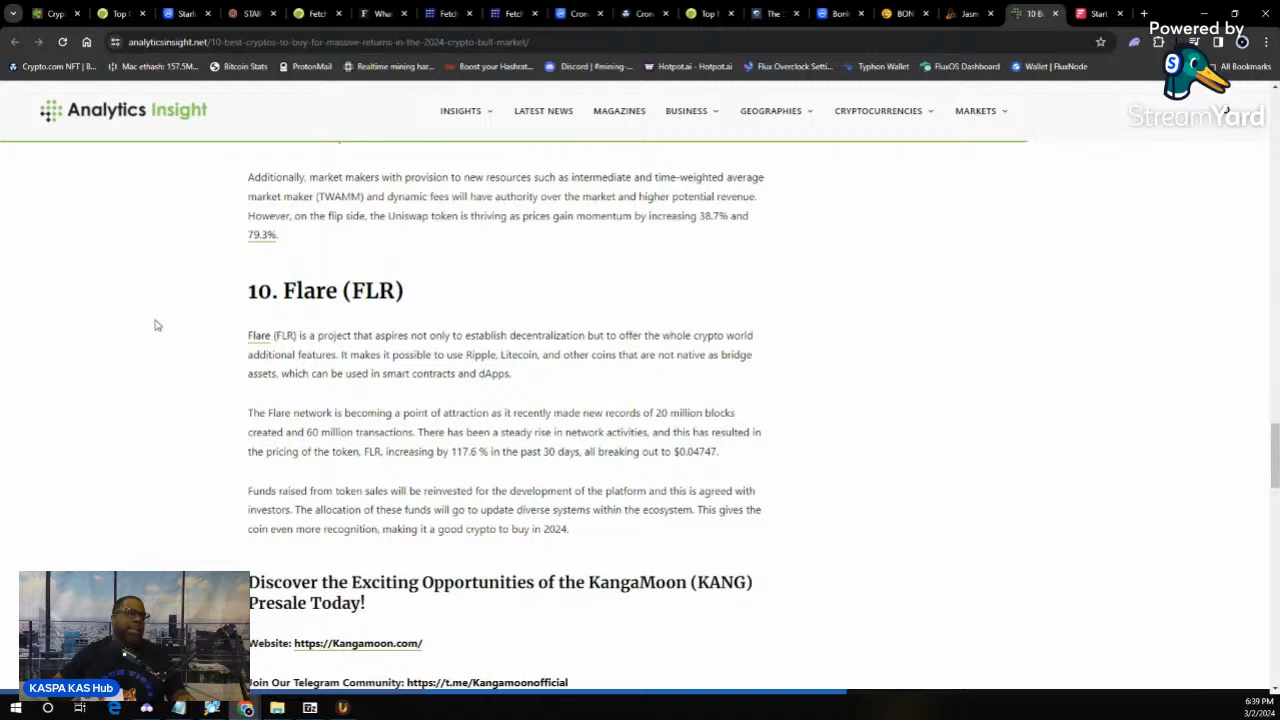 Wha
Fetch
Fetch
Cron
Cron
Top
The
BON
Jasm
10 B
Start
Powered by
analyticsinsight.net/10-best-cryptos-to-buy-for-massive-returns-in-the-2024-crypto-bull-market/
Crypto.com NFT | B...
Mac ethash: 157.5M...
Bitcoin Stats
ProtonMail
Realtime mining har...
Discord | #mining-...
Hotpot.ai - Hotpot.ai
Flux Overclock Setti...
Typhon Wallet
FluxOS Dashboard
Wallet | FluxNode
All Bookmarks
S
StreamYard
Analytics Insight
INSIGHTS
LATEST NEWS
MAGAZINES
BUSINESS
GEOGRAPHIES
CRYPTOCURRENCIES
MARKETS
Additionally, market makers with provision to new resources such as intermediate and time-weighted average
market maker (TWAMM) and dynamic fees will have authority over the market and higher potential revenue.
However, on the flip side, the Uniswap token is thriving as prices gain momentum by increasing 38.7% and
79.3%.
10. Flare (FLR)
Flare (FLR) is a project that aspires not only to establish decentralization but to offer the whole crypto world
additional features. It makes it possible to use Ripple, Litecoin, and other coins that are not native as bridge
assets, which can be used in smart contracts and dApps.
The Flare network is becoming a point of attraction as it recently made new records of 20 million blocks
created and 60 million transactions. There has been a steady rise in network activities, and this has resulted in
the pricing of the token, FLR, increasing by 117.6 % in the past 30 days, all breaking out to $0.04747.
Funds raised from token sales will be reinvested for the development of the platform and this is agreed with
investors. The allocation of these funds will go to update diverse systems within the ecosystem. This gives the
coin even more recognition, making it a good crypto to buy in 2024.
Discover the Exciting Opportunities of the KangaMoon (KANG)
Presale Today!
Website: https://Kangamoon.com/
Join Our Telegram Community: https://t.me/Kangamoonofficial
KASPA KAS Hub
6:39 PM
3/2/2024